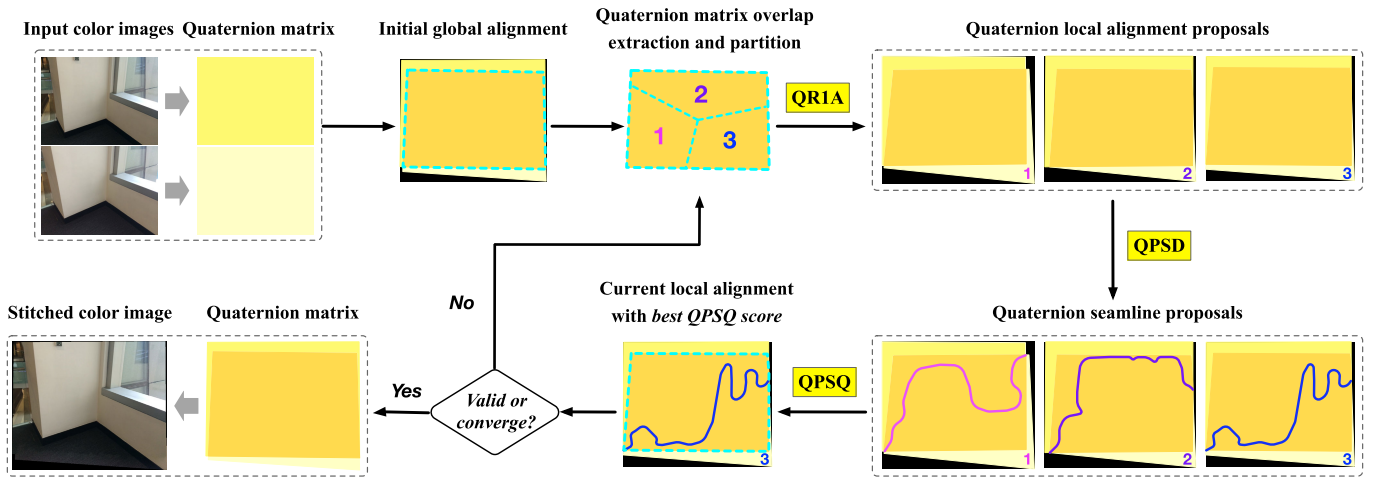 Input color images
Quaternion matrix
Initial global alignment
Quaternion matrix overlap
extraction and partition
Quaternion local alignment proposals
1
2
3
QR1A
1
2
3
QPSD
Stitched color image
Quaternion matrix
Yes
No
Valid or
converge?
Current local alignment
with best QPSQ score
3
QPSQ
Quaternion seamline proposals
1
2
3